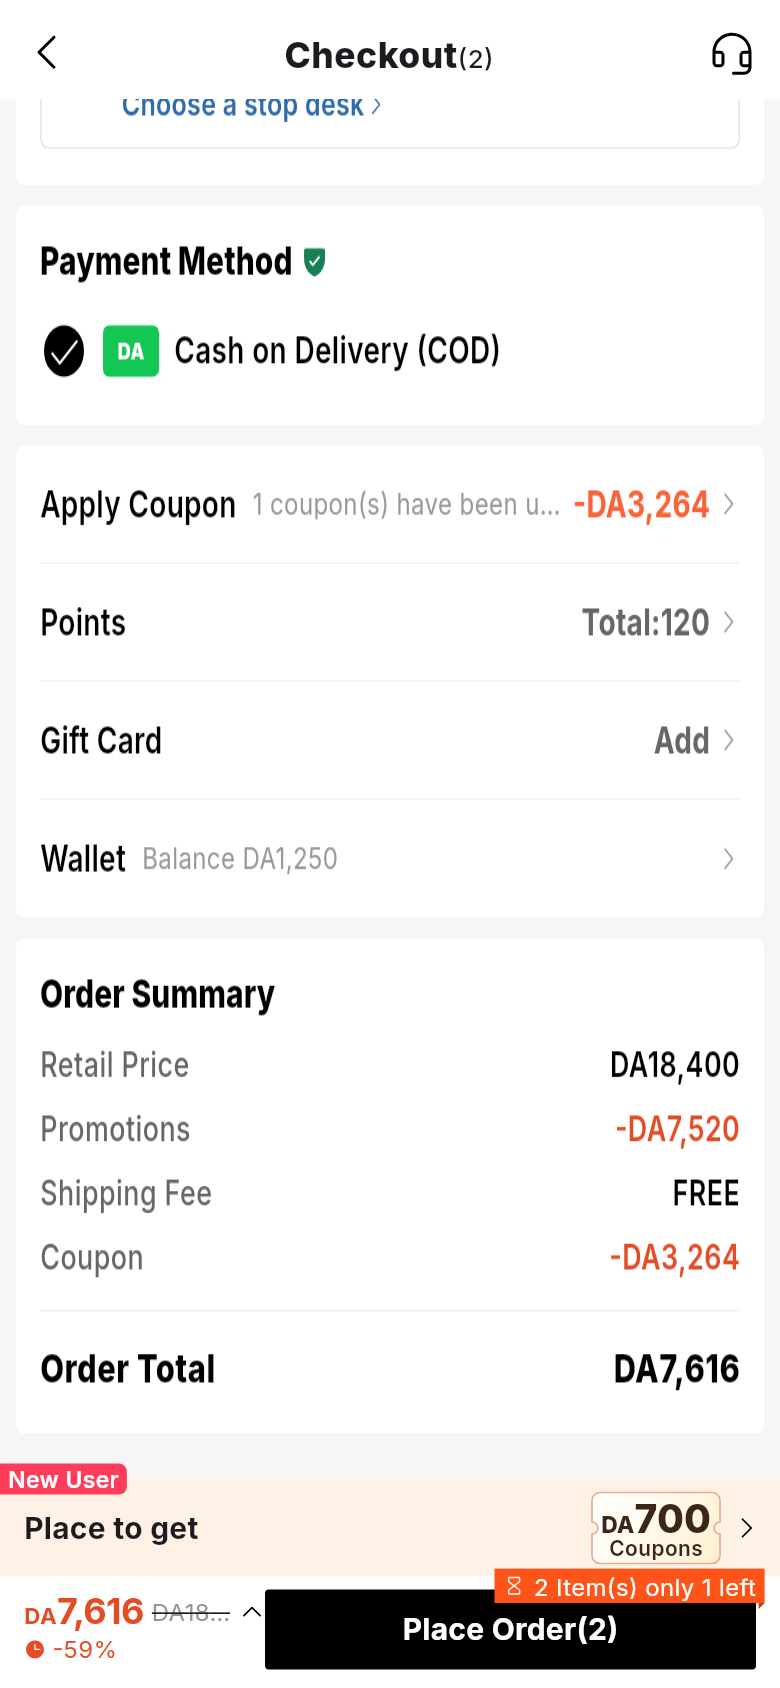 Checkout(2)
Choose a stop desk
Payment Method
DA Cash on Delivery (COD)
Apply Coupon 1 coupon(s) have been u... -DA3,264
Points Total:120
Gift Card Add
Wallet Balance DA1,250
Order Summary
Retail Price DA18,400
Promotions -DA7,520
Shipping Fee FREE
Coupon -DA3,264
Order Total DA7,616
New User
Place to get DA700
Coupons
2 Item(s) only 1 left
DA7,616 DA18...
-59%
Place Order(2)